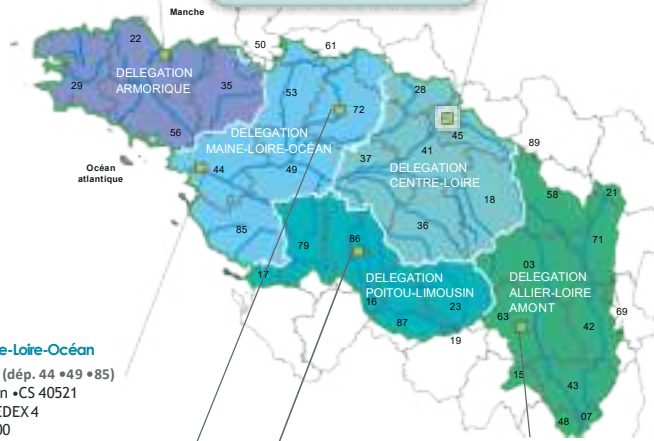 Manche
50
61
22
DELEGATION
ARMORIQUE
29
35
56
53
72
DELEGATION
MAINE-LOIRE-OCÉAN
28
45
41
37
DELEGATION
CENTRE-LOIRE
89
Océan
atlantique
44
49
18
36
85
58
21
71
79
86
17
DELEGATION
POITOU-LIMOUSIN
16
23
87
19
03
DELEGATION
ALLIER-LOIRE
AMONT
63
69
42
15
43
48
07
e-Loire-Océan
(dép. 44 •49 •85)
n •CS 40521
EDEX 4
00